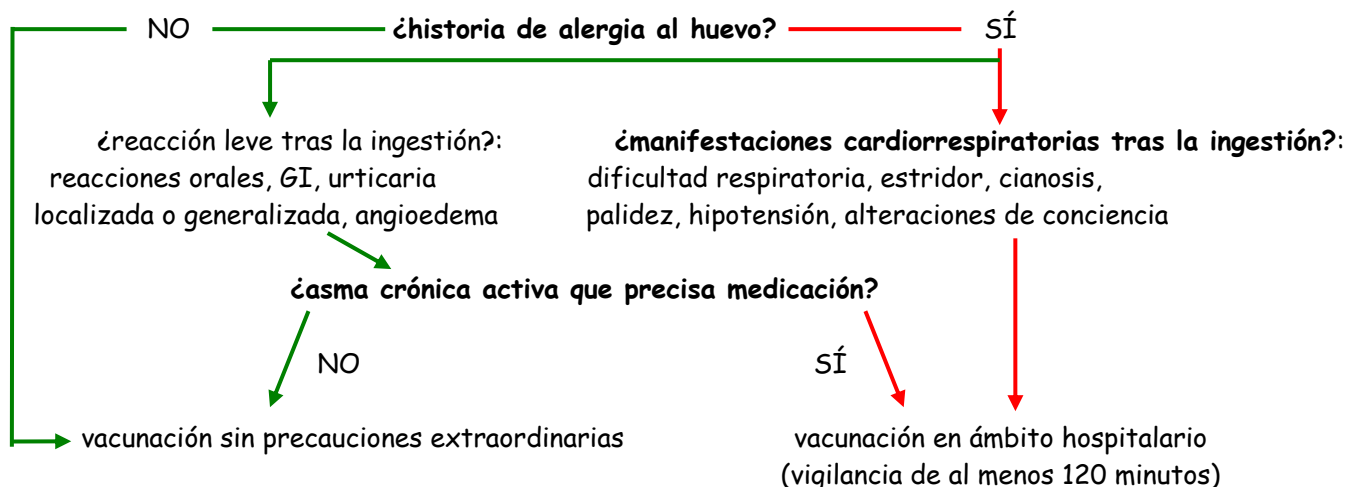 NO ¿historia de alergia al huevo? SÍ
¿reacción leve tras la ingestión?:
reacciones orales, GI, urticaria
localizada o generalizada, angioedema
¿manifestaciones cardiorrespiratorias tras la ingestión?:
dificultad respiratoria, estridor, cianosis,
palidez, hipotensión, alteraciones de conciencia
¿asma crónica activa que precisa medicación?
NO
SÍ
vacunación sin precauciones extraordinarias
vacunación en ámbito hospitalario
(vigilancia de al menos 120 minutos)